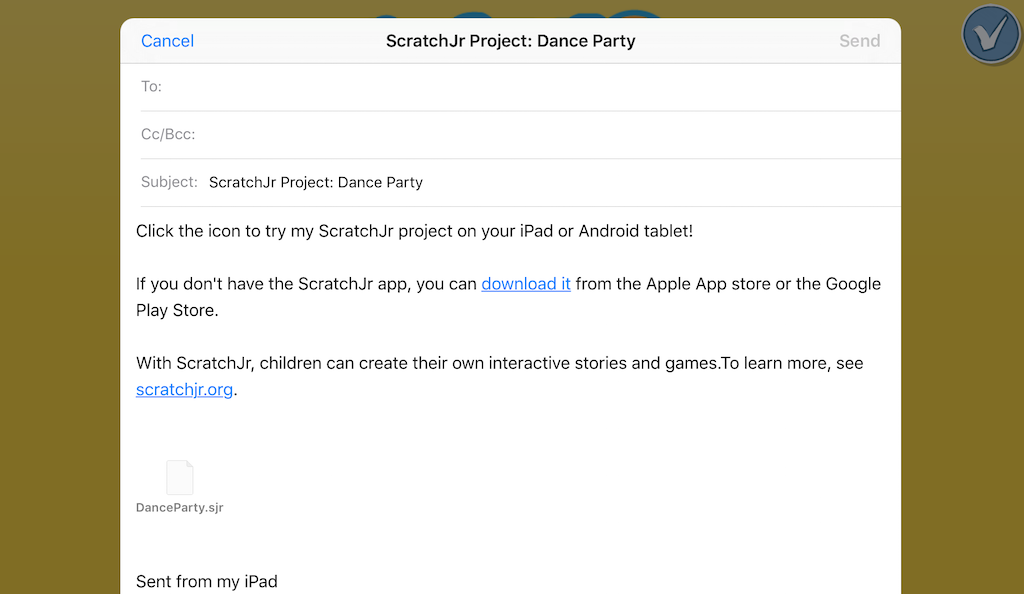 Cancel ScratchJr Project: Dance Party Send
To:
Cc/Bcc:
Subject: ScratchJr Project: Dance Party
Click the icon to try my ScratchJr project on your iPad or Android tablet!
If you don't have the ScratchJr app, you can download it from the Apple App store or the Google
Play Store.
With ScratchJr, children can create their own interactive stories and games.To learn more, see
scratchjr.org.
DanceParty.sjr
Sent from my iPad